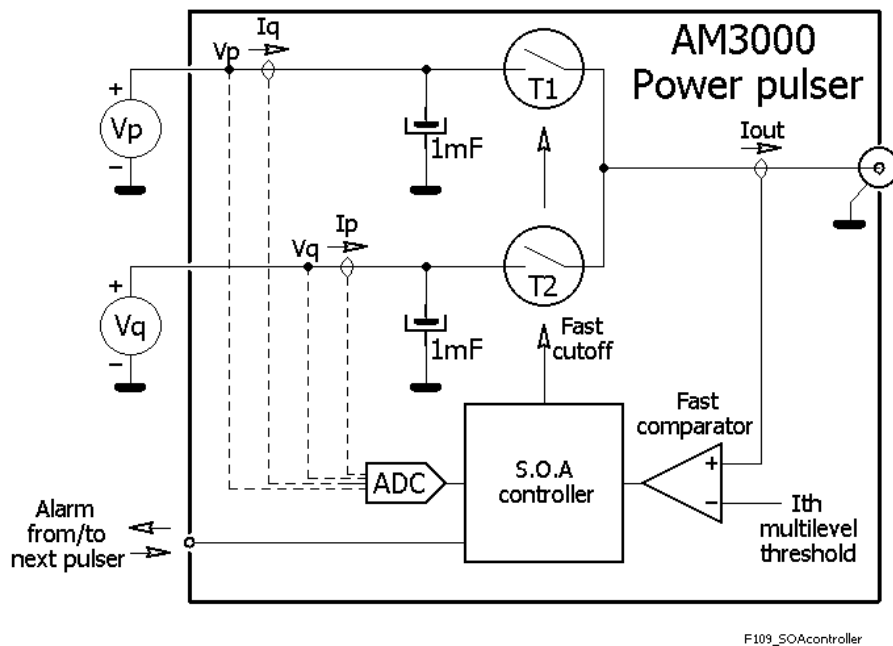 AM3000
Power pulser
Iq
Vp
T1
Vp
+
−
1mF
Iout
Ip
Vq
T2
Vq
+
−
1mF
Fast
cutoff
Fast
comparator
ADC
S.O.A
controller
+
−
Ith
multilevel
threshold
Alarm
from/to
next pulser
F109_SOAcontroller